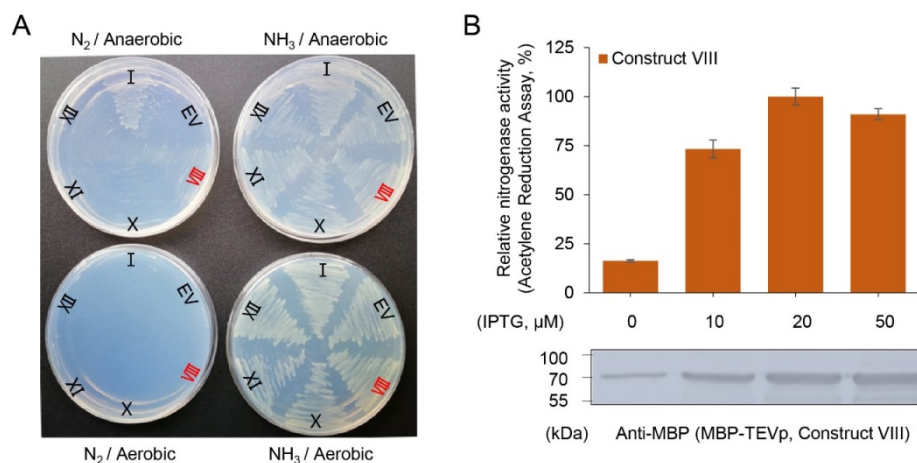 A
N₂ / Anaerobic
NH₃ / Anaerobic
I
EV
VIII
X
XI
XII
I
EV
VIII
X
XI
XII
I
EV
VIII
X
XI
XII
I
EV
VIII
X
XI
XII
N₂ / Aerobic
NH₃ / Aerobic
B
Relative nitrogenase activity
(Acetylene Reduction Assay, %)
125
100
75
50
25
0
Construct VIII
(IPTG, µM) 0 10 20 50
100
70
55
(kDa) Anti-MBP (MBP-TEVp, Construct VIII)